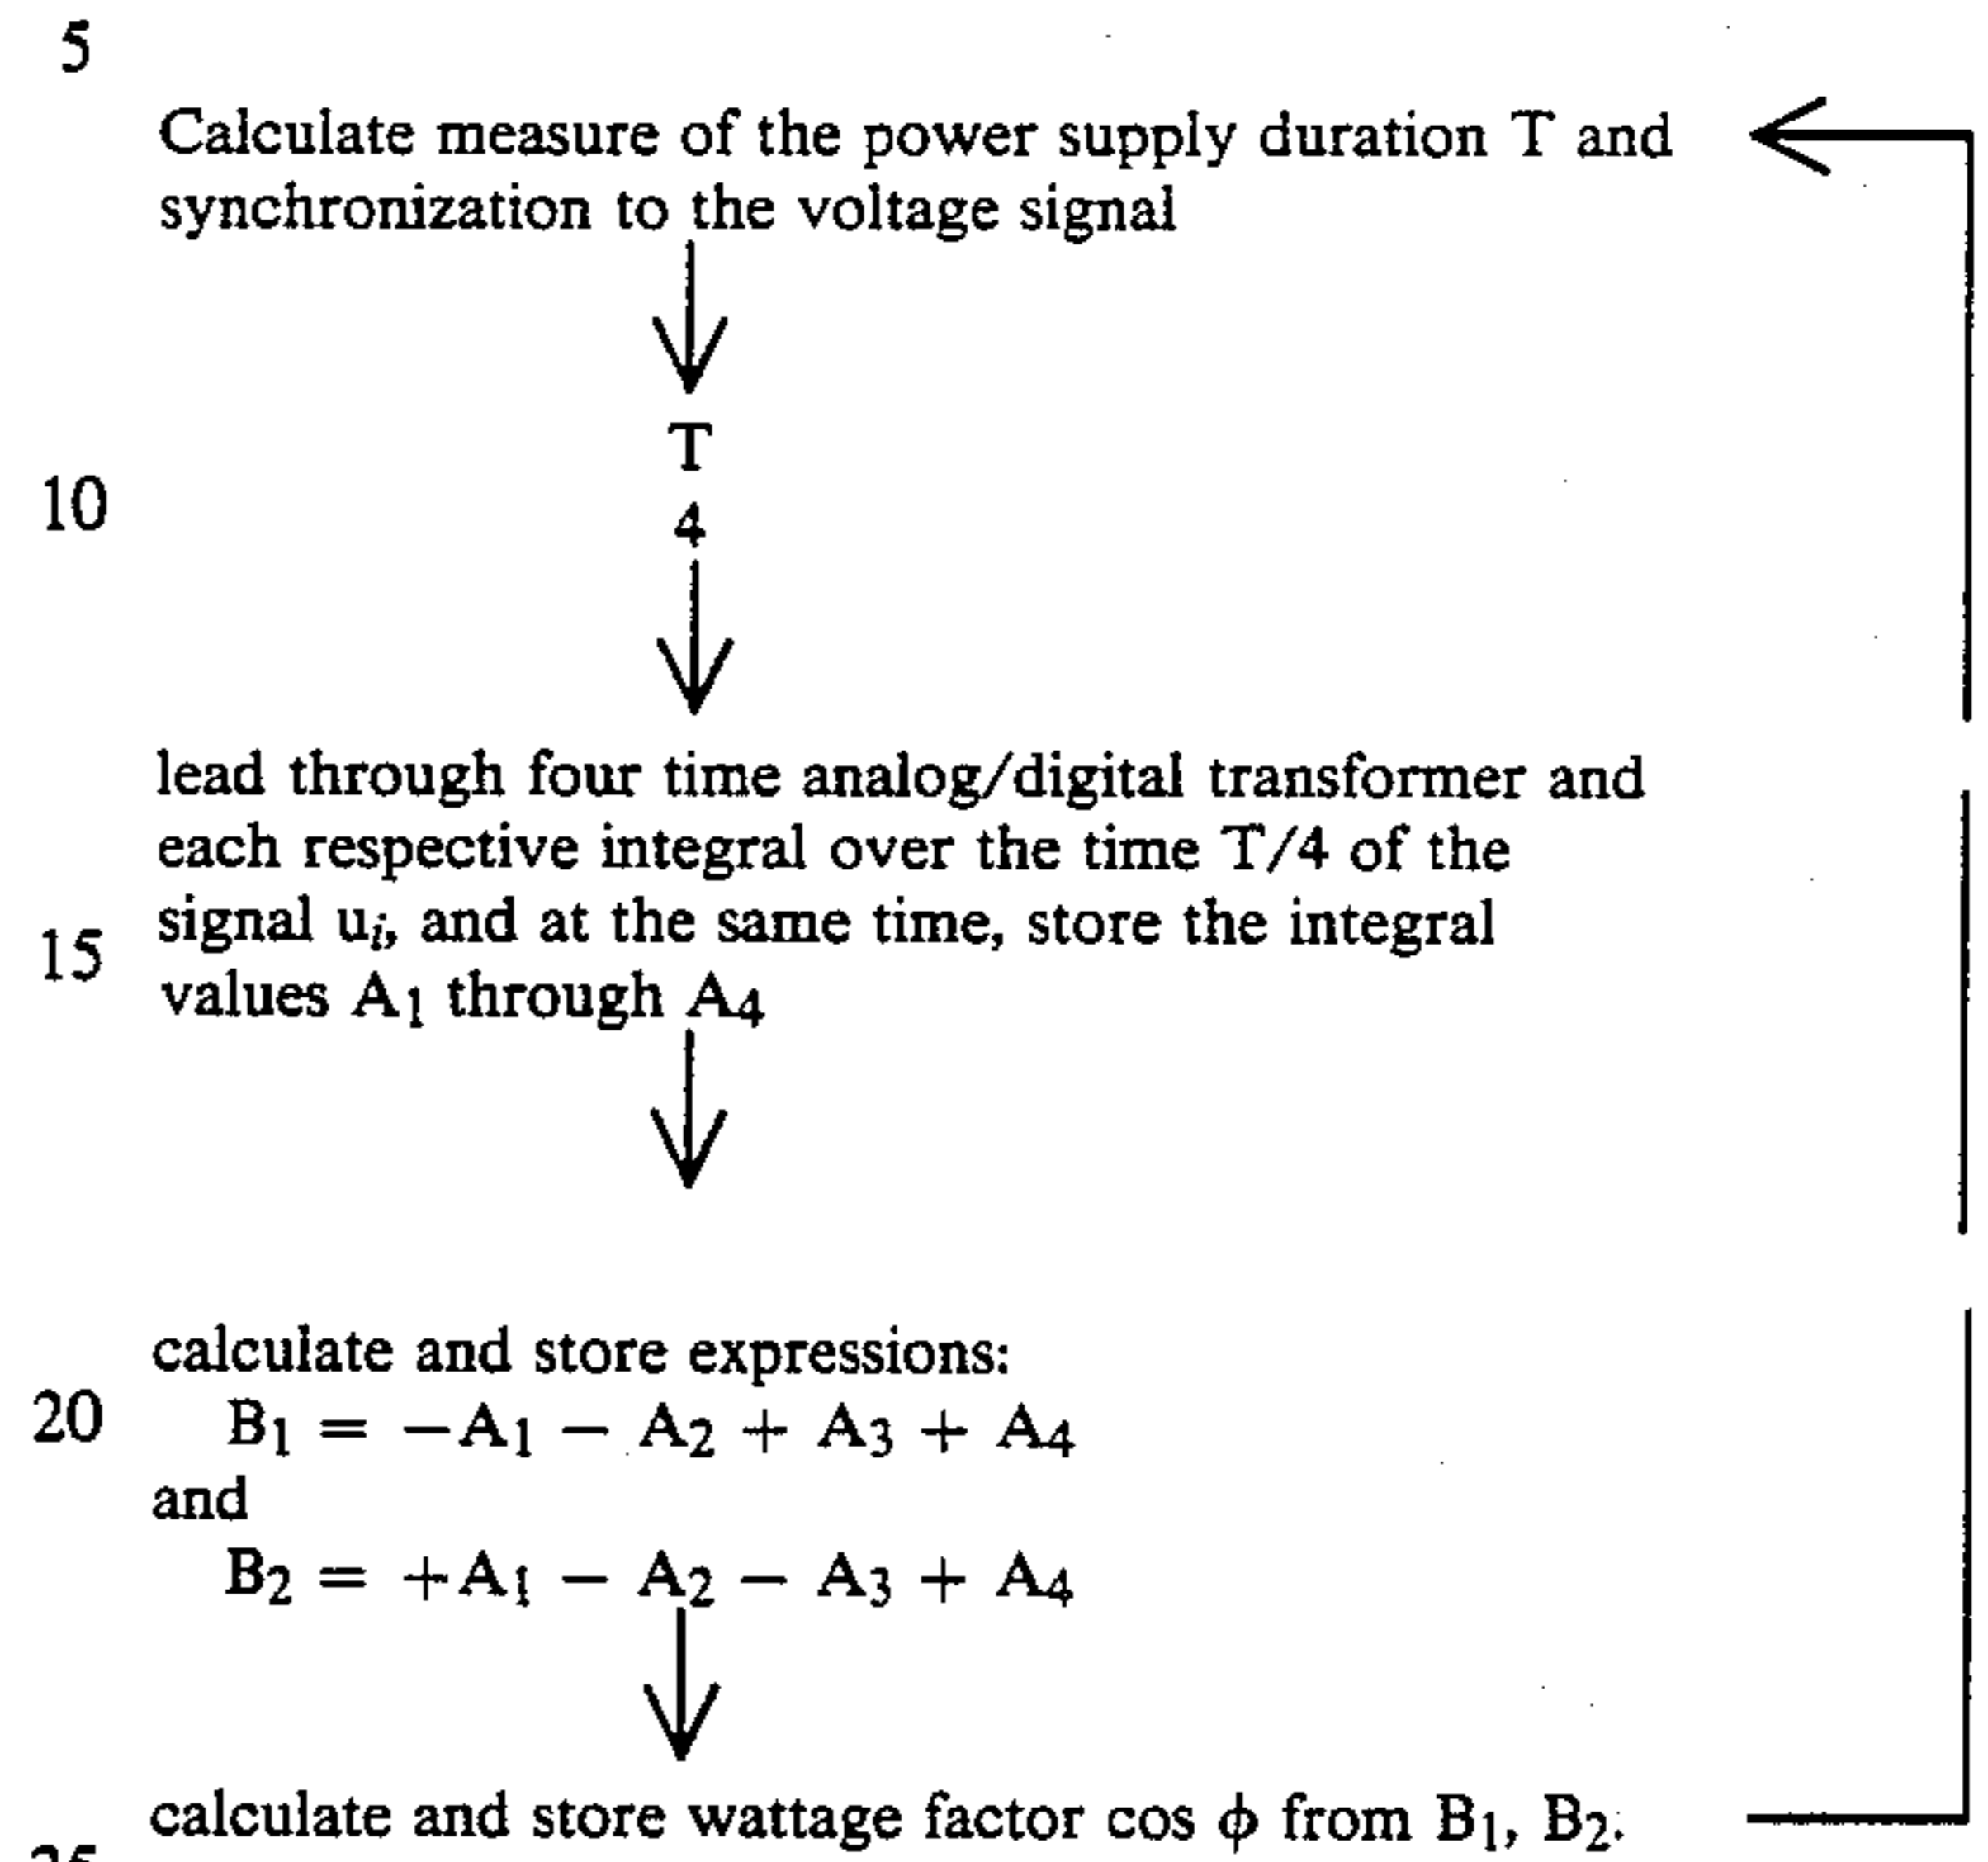 5
Calculate measure of the power supply duration T and
synchronization to the voltage signal
T
10
4
lead through four time analog/digital transformer and
each respective integral over the time T/4 of the
signal uᵢ, and at the same time, store the integral
15
values A₁ through A₄
calculate and store expressions:
20
B₁ = −A₁ − A₂ + A₃ + A₄
and
B₂ = +A₁ − A₂ − A₃ + A₄
calculate and store wattage factor cos ϕ from B₁, B₂.